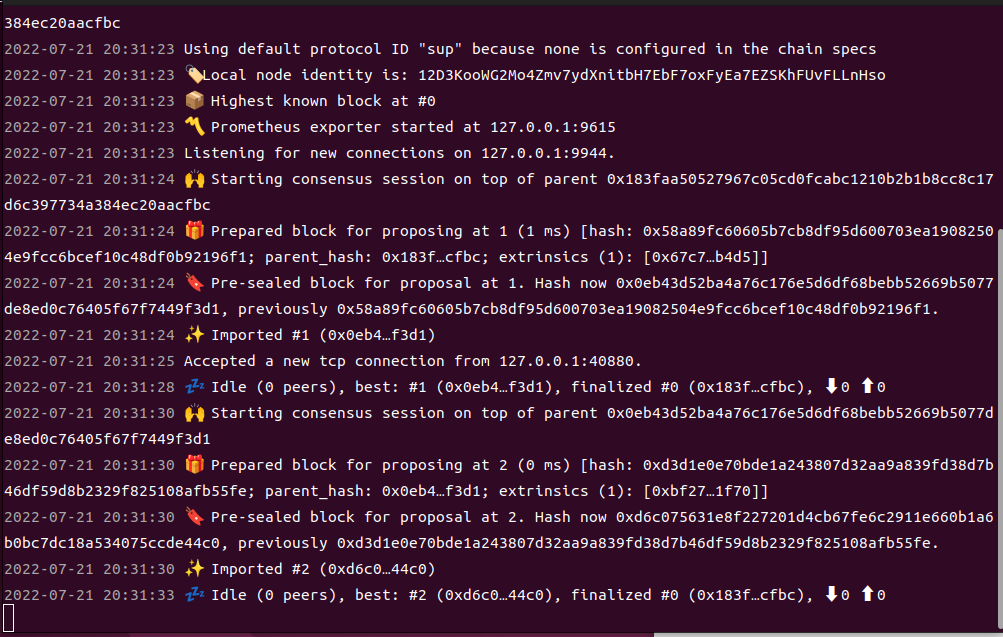 384ec20aacfbc
2022-07-21 20:31:23 Using default protocol ID "sup" because none is configured in the chain specs
2022-07-21 20:31:23 🏷Local node identity is: 12D3KooWG2Mo4Zmv7ydXnitbH7EbF7oxFyEa7EZSKhFUvFLLnHso
2022-07-21 20:31:23 📦 Highest known block at #0
2022-07-21 20:31:23 〽️ Prometheus exporter started at 127.0.0.1:9615
2022-07-21 20:31:23 Listening for new connections on 127.0.0.1:9944.
2022-07-21 20:31:24 🙌 Starting consensus session on top of parent 0x183faa50527967c05cd0fcabc1210b2b1b8cc8c17
d6c397734a384ec20aacfbc
2022-07-21 20:31:24 🎁 Prepared block for proposing at 1 (1 ms) [hash: 0x58a89fc60605b7cb8df95d600703ea1908250
4e9fcc6bcef10c48df0b92196f1; parent_hash: 0x183f…cfbc; extrinsics (1): [0x67c7…b4d5]]
2022-07-21 20:31:24 🔖 Pre-sealed block for proposal at 1. Hash now 0x0eb43d52ba4a76c176e5d6df68bebb52669b5077
de8ed0c76405f67f7449f3d1, previously 0x58a89fc60605b7cb8df95d600703ea19082504e9fcc6bcef10c48df0b92196f1.
2022-07-21 20:31:24 ✨ Imported #1 (0x0eb4…f3d1)
2022-07-21 20:31:25 Accepted a new tcp connection from 127.0.0.1:40880.
2022-07-21 20:31:28 💤 Idle (0 peers), best: #1 (0x0eb4…f3d1), finalized #0 (0x183f…cfbc), ⬇0 ⬆0
2022-07-21 20:31:30 🙌 Starting consensus session on top of parent 0x0eb43d52ba4a76c176e5d6df68bebb52669b5077d
e8ed0c76405f67f7449f3d1
2022-07-21 20:31:30 🎁 Prepared block for proposing at 2 (0 ms) [hash: 0xd3d1e0e70bde1a243807d32aa9a839fd38d7b
46df59d8b2329f825108afb55fe; parent_hash: 0x0eb4…f3d1; extrinsics (1): [0xbf27…1f70]]
2022-07-21 20:31:30 🔖 Pre-sealed block for proposal at 2. Hash now 0xd6c075631e8f227201d4cb67fe6c2911e660b1a6
b0bc7dc18a534075ccde44c0, previously 0xd3d1e0e70bde1a243807d32aa9a839fd38d7b46df59d8b2329f825108afb55fe.
2022-07-21 20:31:30 ✨ Imported #2 (0xd6c0…44c0)
2022-07-21 20:31:33 💤 Idle (0 peers), best: #2 (0xd6c0…44c0), finalized #0 (0x183f…cfbc), ⬇0 ⬆0